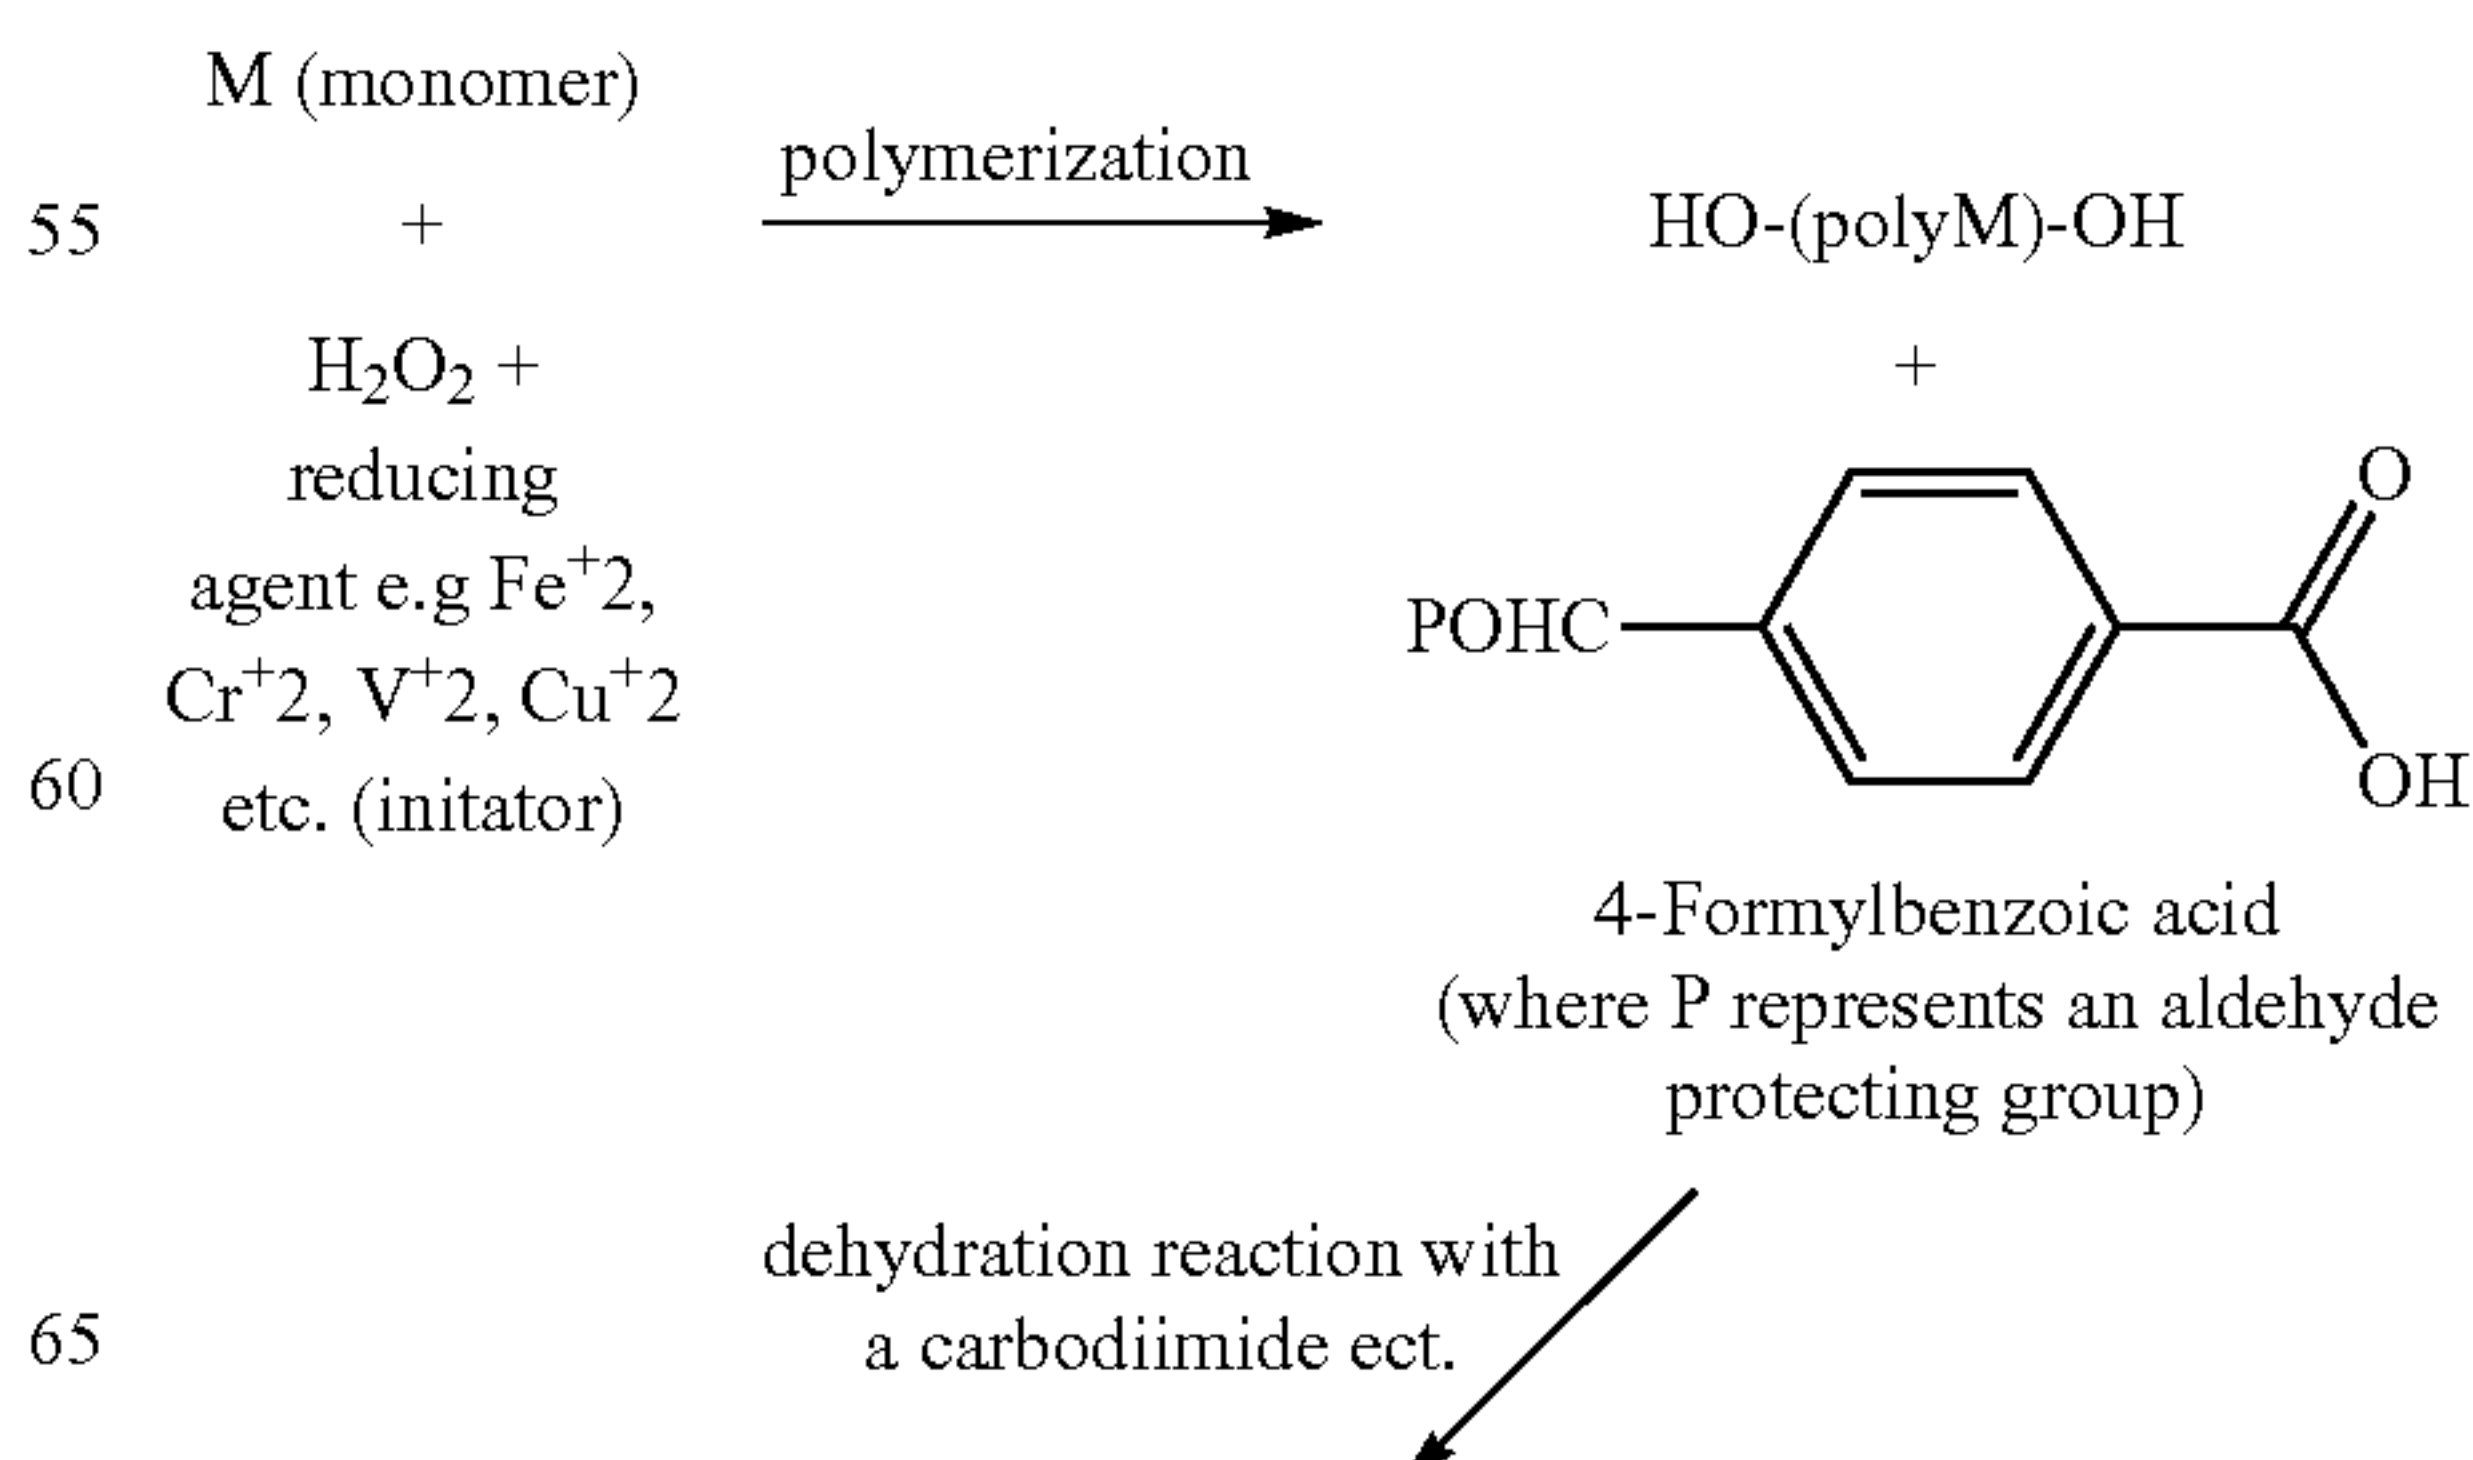 M (monomer)
polymerization
55
+
HO-(polyM)-OH
H₂O₂ +
+
reducing
O
agent e.g Fe⁺2,
POHC
Cr⁺2, V⁺2, Cu⁺2
60
etc. (initator)
OH
4-Formylbenzoic acid
(where P represents an aldehyde
protecting group)
dehydration reaction with
65
a carbodiimide ect.